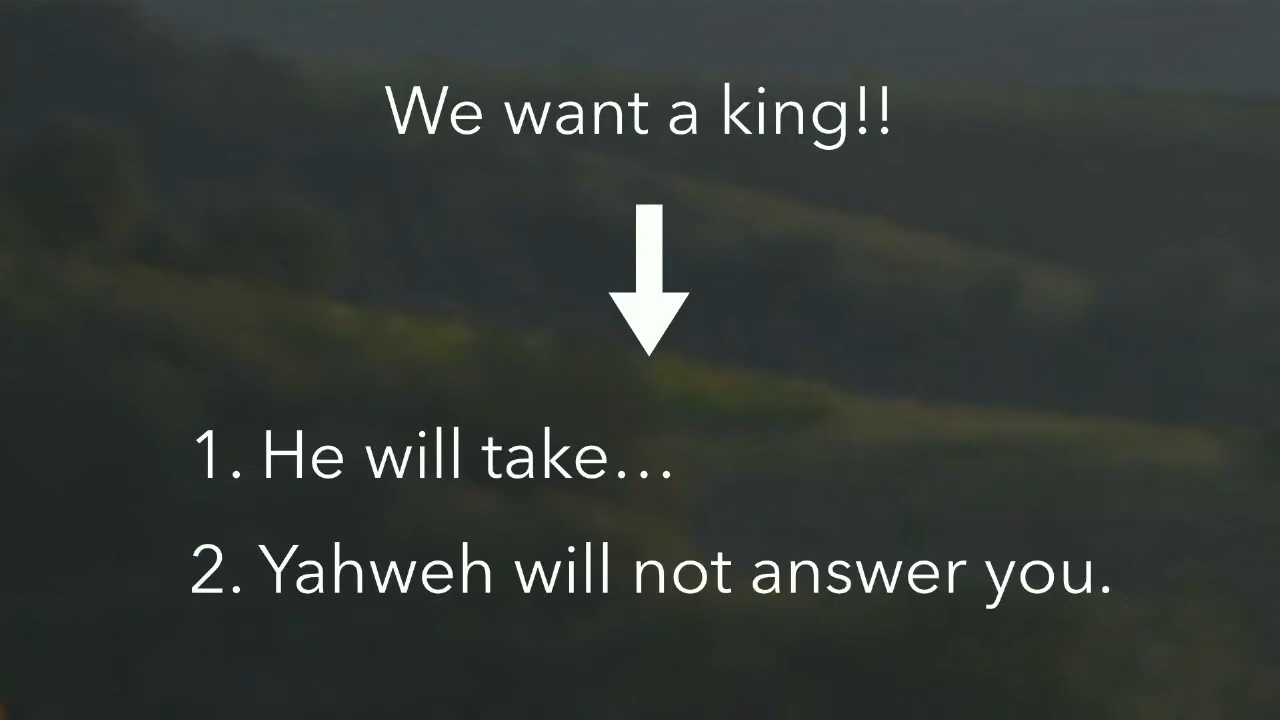 We want a king!!
1. He will take…
2. Yahweh will not answer you.